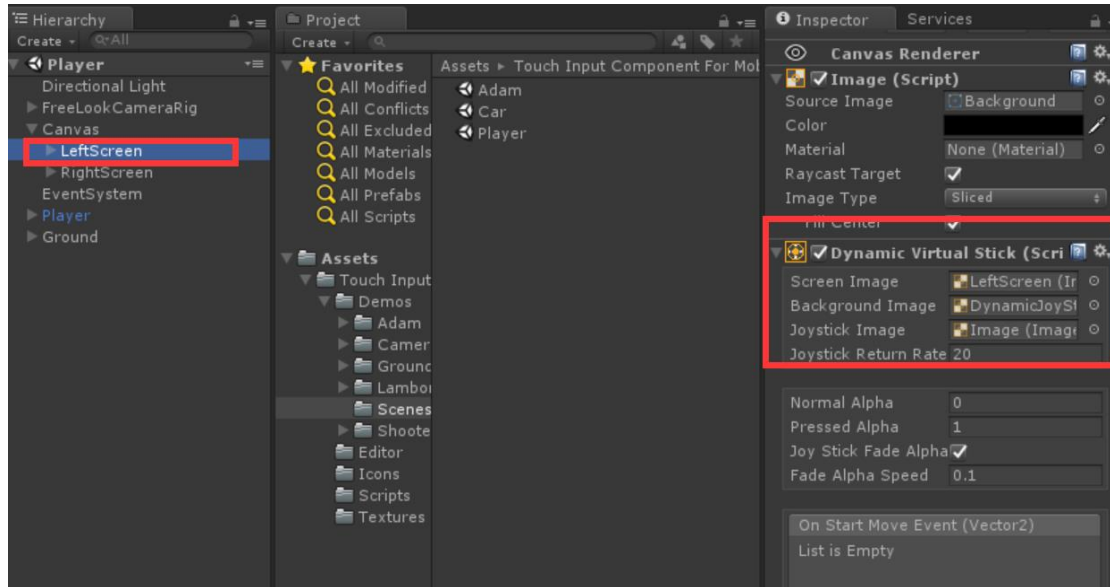 Hierarchy
Create
All
Player
Directional Light
FreeLookCameraRig
Canvas
LeftScreen
RightScreen
EventSystem
Player
Ground
Project
Create
Favorites
All Modified
All Conflicts
All Excluded
All Materials
All Models
All Prefabs
All Scripts
Assets
Touch Input
Demos
Adam
Camer
Ground
Lambor
Scenes
Shoote
Editor
Icons
Scripts
Textures
Assets ▸ Touch Input Component For Mol
Adam
Car
Player
Inspector Services
Canvas Renderer
Image (Script)
Source Image Background
Color
Material None (Material)
Raycast Target
Image Type Sliced
Fill Center
Dynamic Virtual Stick (Scri
Screen Image LeftScreen (Ir
Background Image DynamicJoySt
Joystick Image Image (Image
Joystick Return Rate 20
Normal Alpha 0
Pressed Alpha 1
Joy Stick Fade Alpha
Fade Alpha Speed 0.1
On Start Move Event (Vector2)
List is Empty